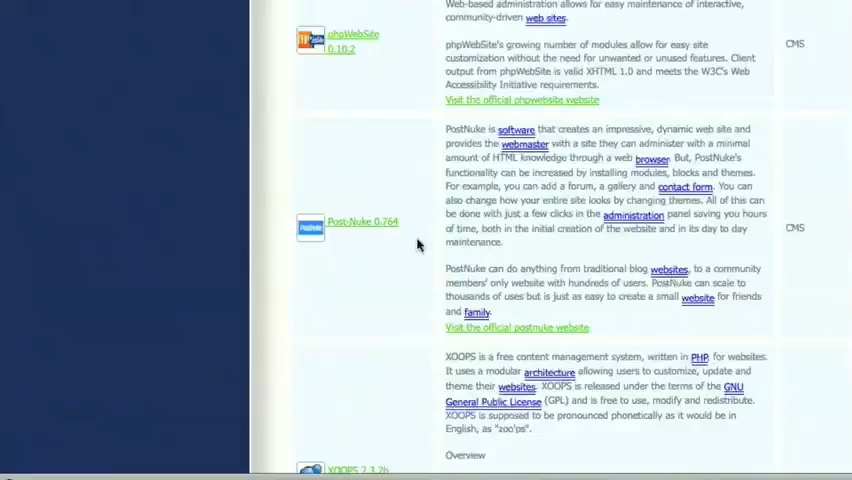 Web-based administration allows for easy maintenance of interactive,
community-driven web sites.
phpWebSite
0.10.2
phpWebSite's growing number of modules allow for easy site
customization without the need for unwanted or unused features. Client
output from phpWebSite is valid XHTML 1.0 and meets the W3C's Web
Accessibility Initiative requirements.
Visit the official phpwebsite website
CMS
PostNuke is software that creates an impressive, dynamic web site and
provides the webmaster with a site they can administer with a minimal
amount of HTML knowledge through a web browser. But, PostNuke's
functionality can be increased by installing modules, blocks and themes.
For example, you can add a forum, a gallery and contact form. You can
also change how your entire site looks by changing themes. All of this can
be done with just a few clicks in the administration panel saving you hours
of time, both in the initial creation of the website and in its day to day
maintenance.
PostNuke
Post-Nuke 0.764
CMS
PostNuke can do anything from traditional blog websites, to a community
members' only website with hundreds of users. PostNuke can scale to
thousands of uses but is just as easy to create a small website for friends
and family.
Visit the official postnuke website
XOOPS is a free content management system, written in PHP, for websites.
It uses a modular architecture allowing users to customize, update and
theme their websites. XOOPS is released under the terms of the GNU
General Public License (GPL) and is free to use, modify and redistribute.
XOOPS is supposed to be pronounced phonetically as it would be in
English, as "zoo'ps".
Overview
XOOPS 2.3.2b